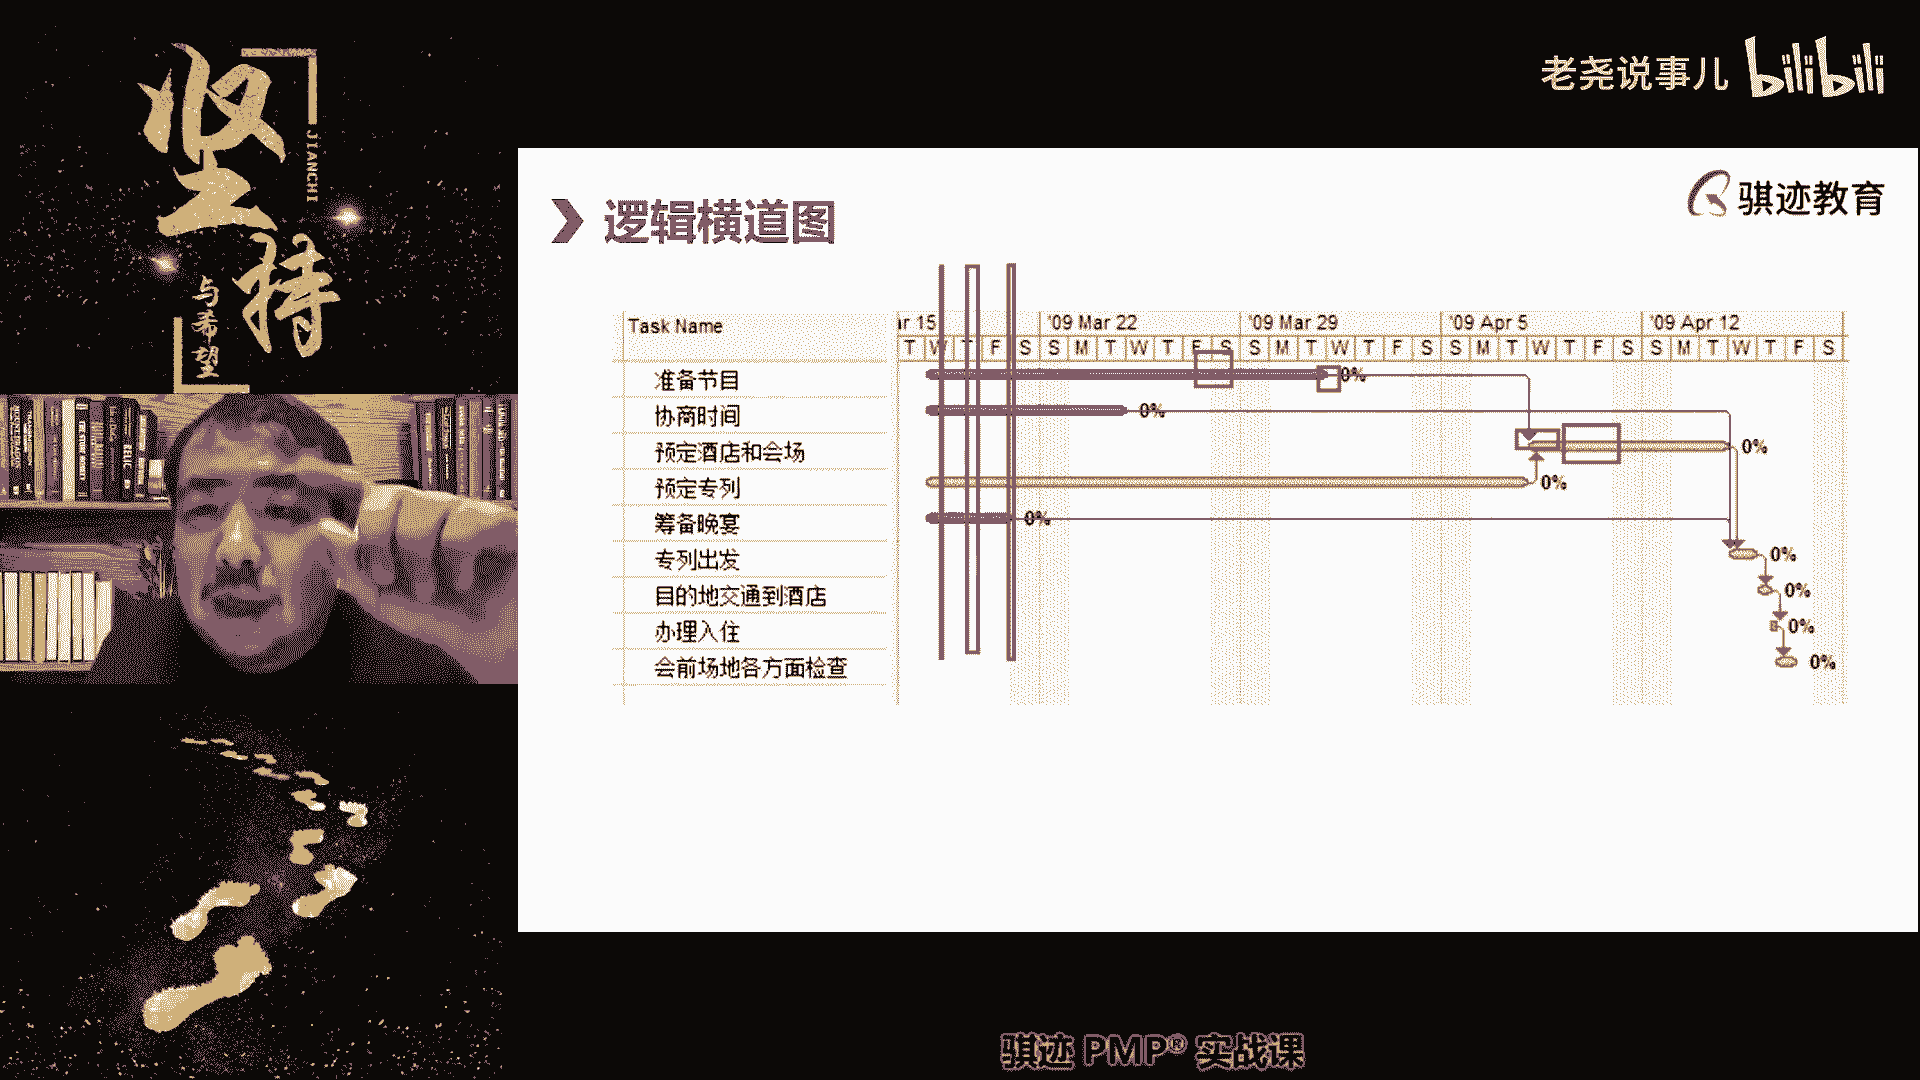 坚持
JIANCHI
与希望
老尧说事儿 bilibili
骐迹教育
逻辑横道图
Task Name
ar 15 '09 Mar 22 '09 Mar 29 '09 Apr 5 '09 Apr 12
T W T F S S M T W T F S S M T W T F S S M T W T F S S M T W T F S
准备节目 0%
协商时间 0%
预定酒店和会场 0%
预定专列 0%
筹备晚宴 0%
专列出发 0%
目的地交通到酒店 0%
办理入住 0%
会前场地各方面检查 0%
骐迹 PMP® 实战课